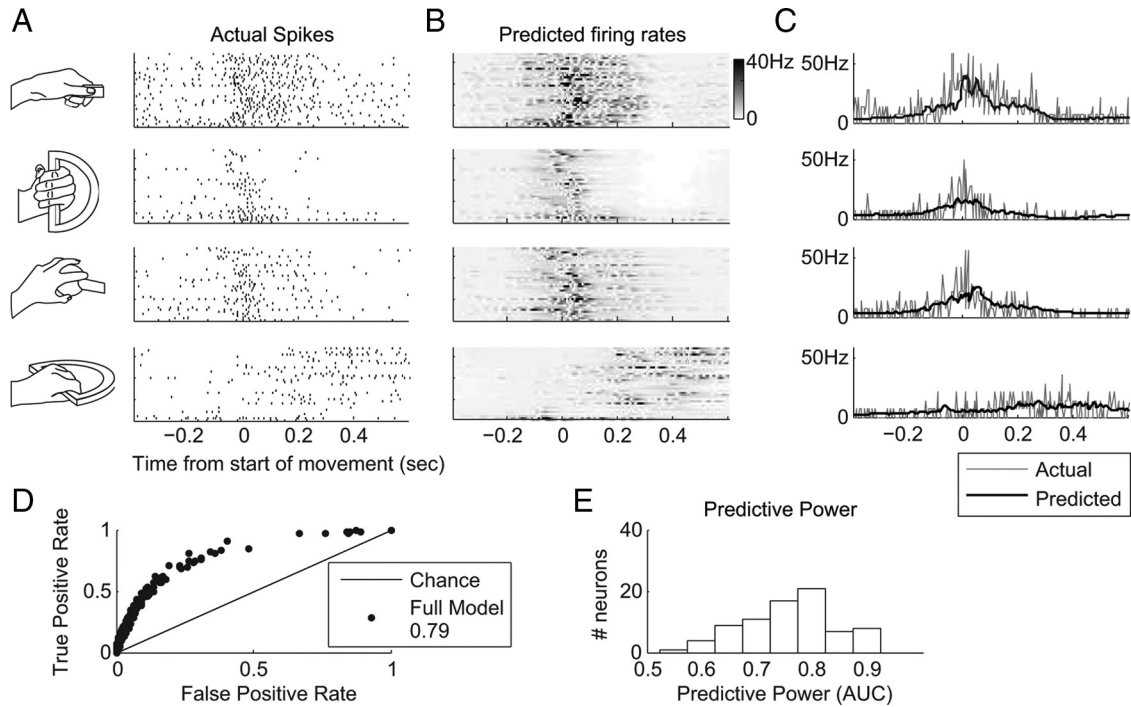 A
B
C
Actual Spikes
Predicted firing rates
40Hz
0
50Hz
0
50Hz
0
50Hz
0
50Hz
0
−0.2 0 0.2 0.4
−0.2 0 0.2 0.4
−0.2 0 0.2 0.4
Time from start of movement (sec)
Actual
Predicted
D
True Positive Rate
1
0.5
0
0 0.5 1
False Positive Rate
Chance
Full Model
0.79
E
Predictive Power
# neurons
40
20
0
0.5 0.6 0.7 0.8 0.9
Predictive Power (AUC)